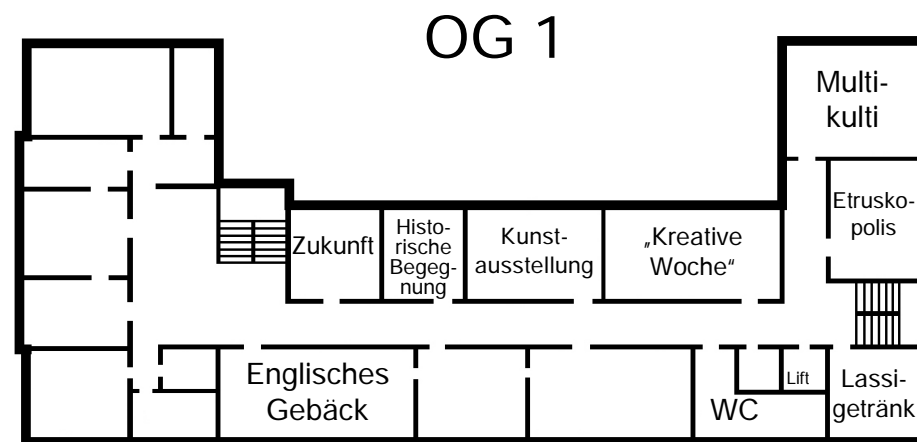 OG 1
Multi-
kulti
Etrusko-
polis
Zukunft
Histo-
rische
Begeg-
nung
Kunst-
ausstellung
„Kreative
Woche“
Englisches
Gebäck
WC
Lift
Lassi-
getränk